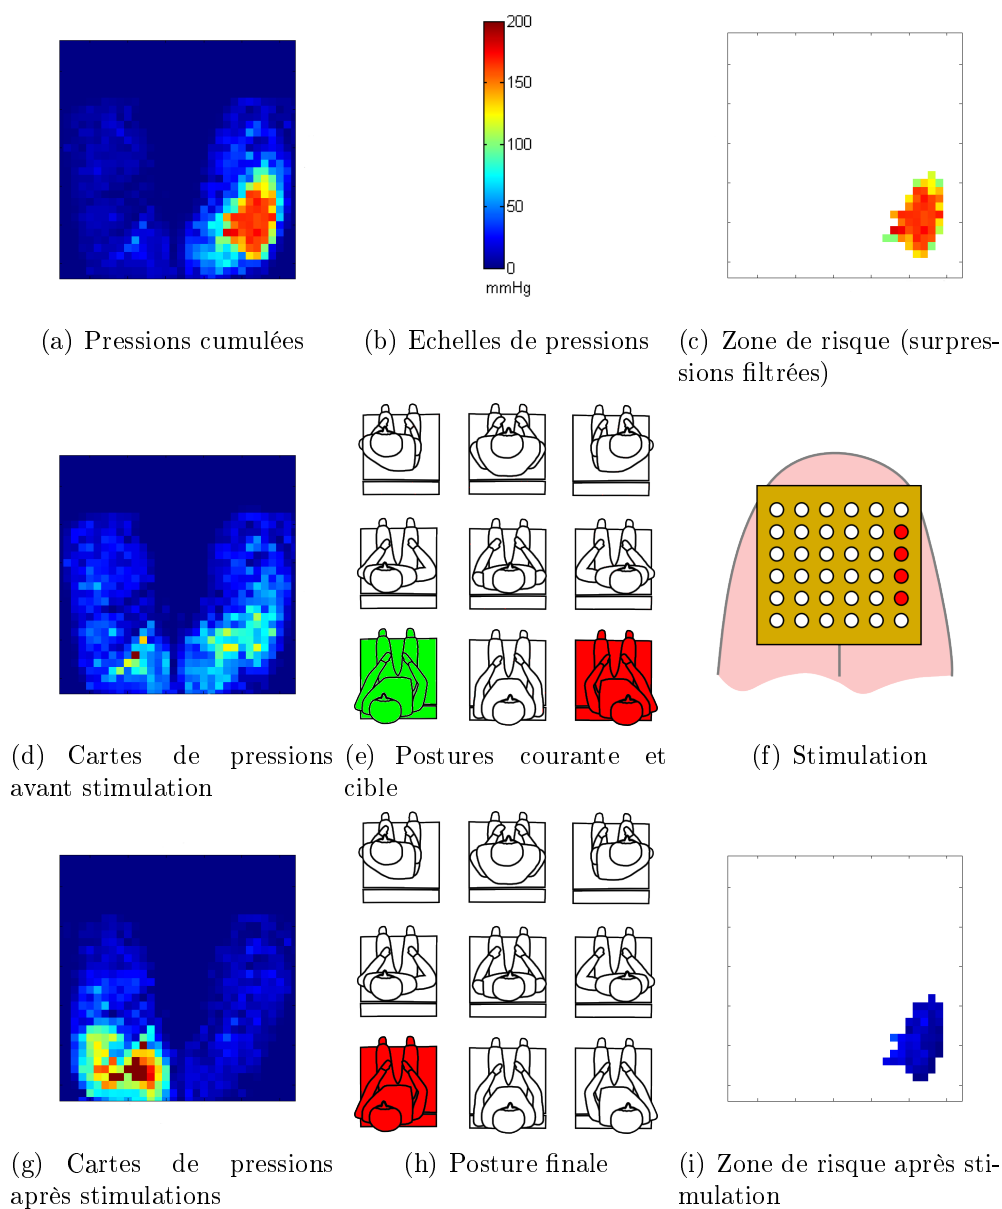 200
150
100
50
0
mmHg
(a) Pressions cumulées
(b) Echelles de pressions
(c) Zone de risque (surpres-
sions filtrées)
(d) Cartes de pressions
avant stimulation
(e) Postures courante et
cible
(f) Stimulation
(g) Cartes de pressions
après stimulations
(h) Posture finale
(i) Zone de risque après sti-
mulation